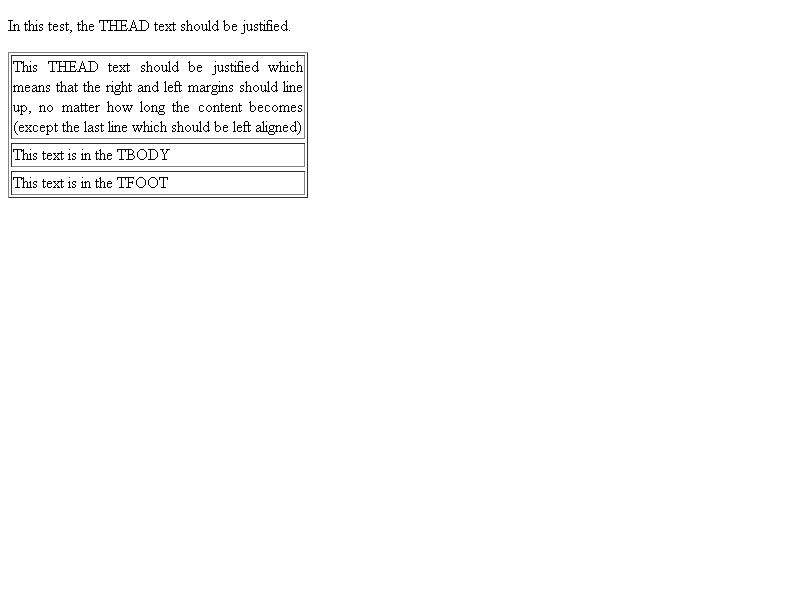 In this test, the THEAD text should be justified.
This THEAD text should be justified which
means that the right and left margins should line
up, no matter how long the content becomes
(except the last line which should be left aligned)
This text is in the TBODY
This text is in the TFOOT